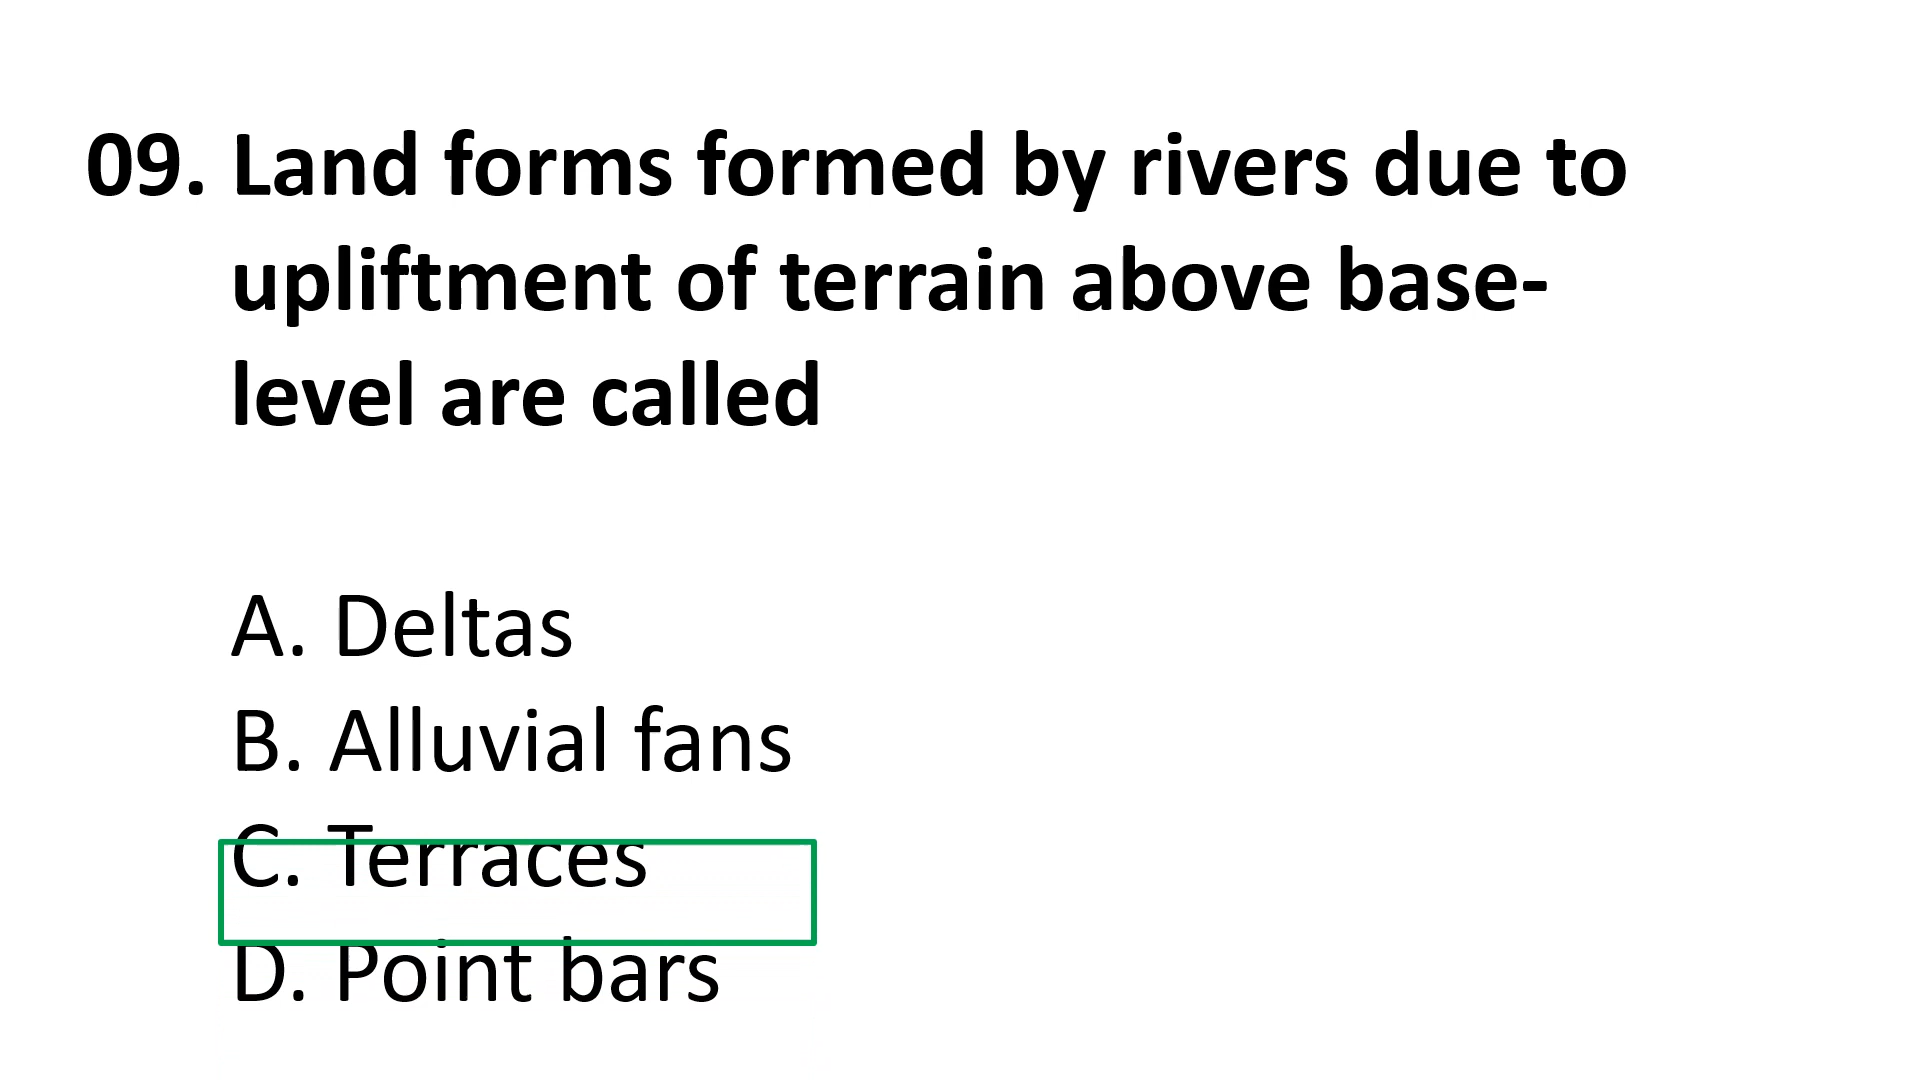 09. Land forms formed by rivers due to
upliftment of terrain above base-
level are called
A. Deltas
B. Alluvial fans
C. Terraces
D. Point bars